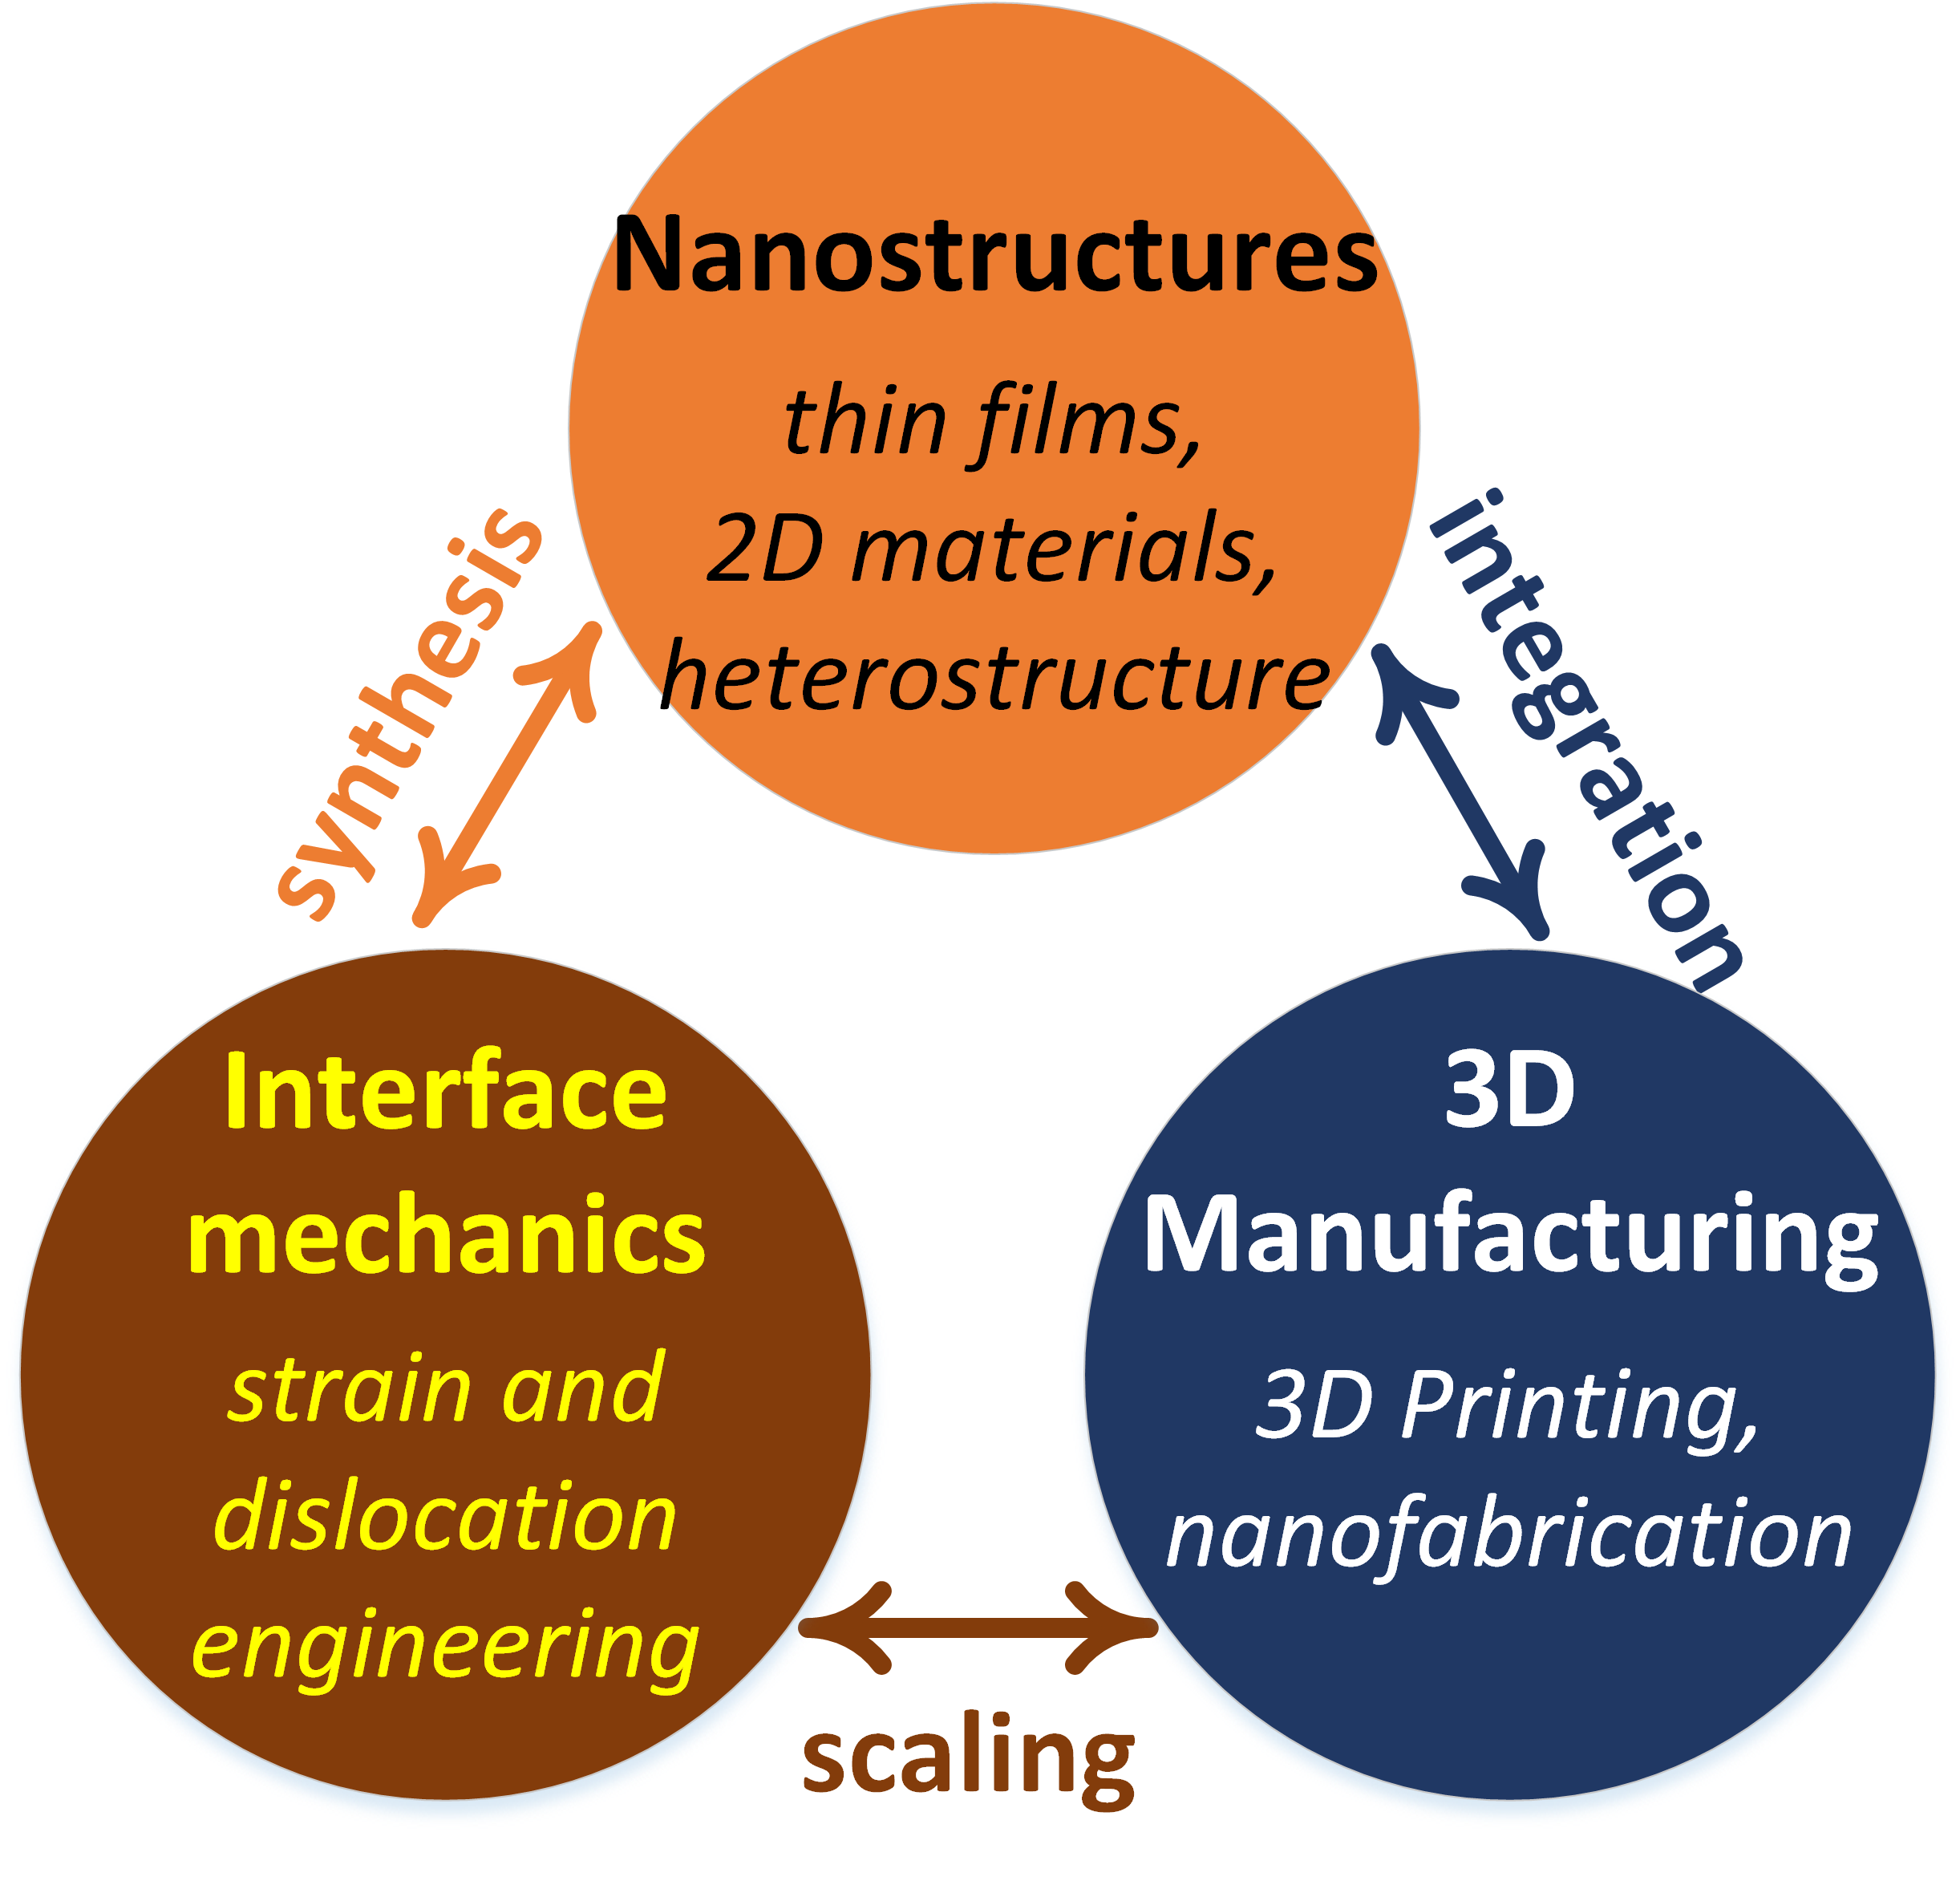 Nanostructures
thin films,
2D materials,
heterostructure
synthesis
integration
Interface
mechanics
strain and
dislocation
engineering
3D
Manufacturing
3D Printing,
nanofabrication
scaling